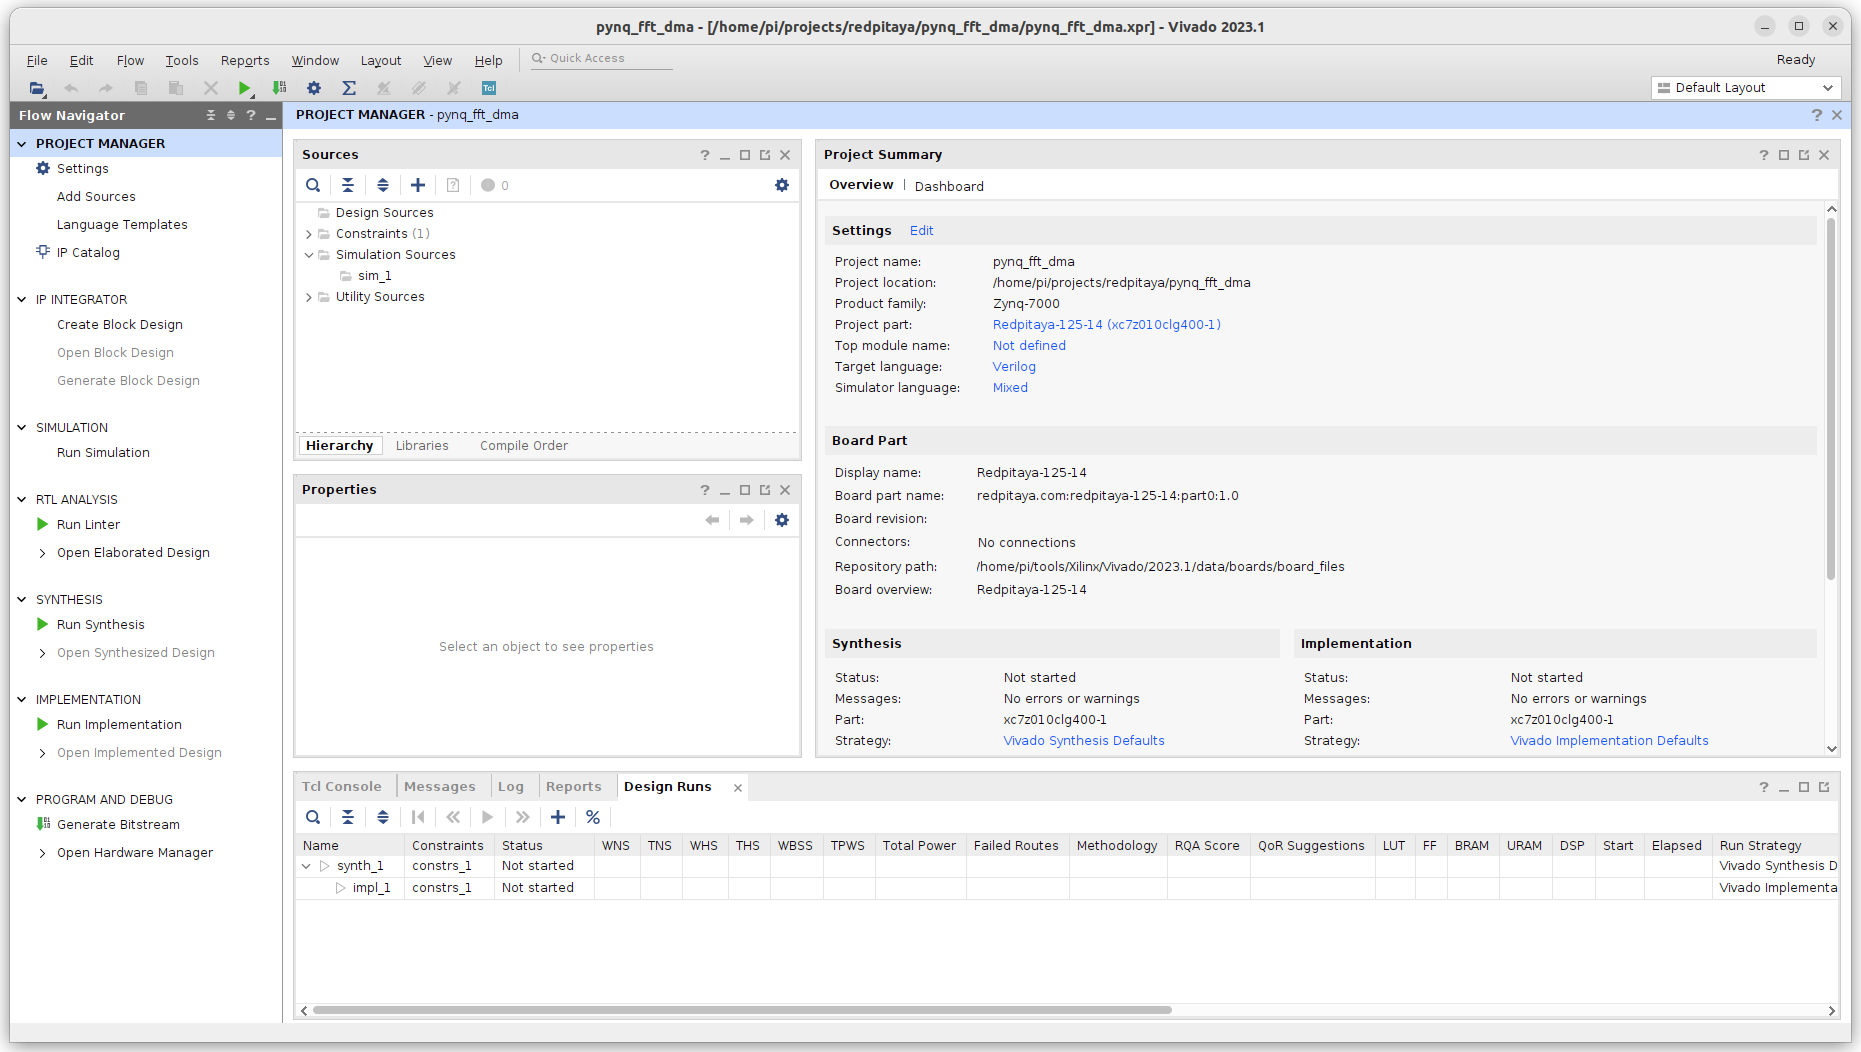 pynq_fft_dma - [/home/pi/projects/redpitaya/pynq_fft_dma/pynq_fft_dma.xpr] - Vivado 2023.1
File Edit Flow Tools Reports Window Layout View Help Quick Access Ready
Tcl Default Layout
Flow Navigator
PROJECT MANAGER
Settings
Add Sources
Language Templates
IP Catalog
IP INTEGRATOR
Create Block Design
Open Block Design
Generate Block Design
SIMULATION
Run Simulation
RTL ANALYSIS
Run Linter
Open Elaborated Design
SYNTHESIS
Run Synthesis
Open Synthesized Design
IMPLEMENTATION
Run Implementation
Open Implemented Design
PROGRAM AND DEBUG
Generate Bitstream
Open Hardware Manager
PROJECT MANAGER - pynq_fft_dma
Sources
0
Design Sources
Constraints (1)
Simulation Sources
sim_1
Utility Sources
Hierarchy Libraries Compile Order
Properties
Select an object to see properties
Project Summary
Overview | Dashboard
Settings Edit
Project name: pynq_fft_dma
Project location: /home/pi/projects/redpitaya/pynq_fft_dma
Product family: Zynq-7000
Project part: Redpitaya-125-14 (xc7z010clg400-1)
Top module name: Not defined
Target language: Verilog
Simulator language: Mixed
Board Part
Display name: Redpitaya-125-14
Board part name: redpitaya.com:redpitaya-125-14:part0:1.0
Board revision:
Connectors: No connections
Repository path: /home/pi/tools/Xilinx/Vivado/2023.1/data/boards/board_files
Board overview: Redpitaya-125-14
Synthesis
Status: Not started
Messages: No errors or warnings
Part: xc7z010clg400-1
Strategy: Vivado Synthesis Defaults
Implementation
Status: Not started
Messages: No errors or warnings
Part: xc7z010clg400-1
Strategy: Vivado Implementation Defaults
Tcl Console Messages Log Reports Design Runs
Name Constraints Status WNS TNS WHS THS WBSS TPWS Total Power Failed Routes Methodology RQA Score QoR Suggestions LUT FF BRAM URAM DSP Start Elapsed Run Strategy
synth_1 constrs_1 Not started Vivado Synthesis D
impl_1 constrs_1 Not started Vivado Implementa